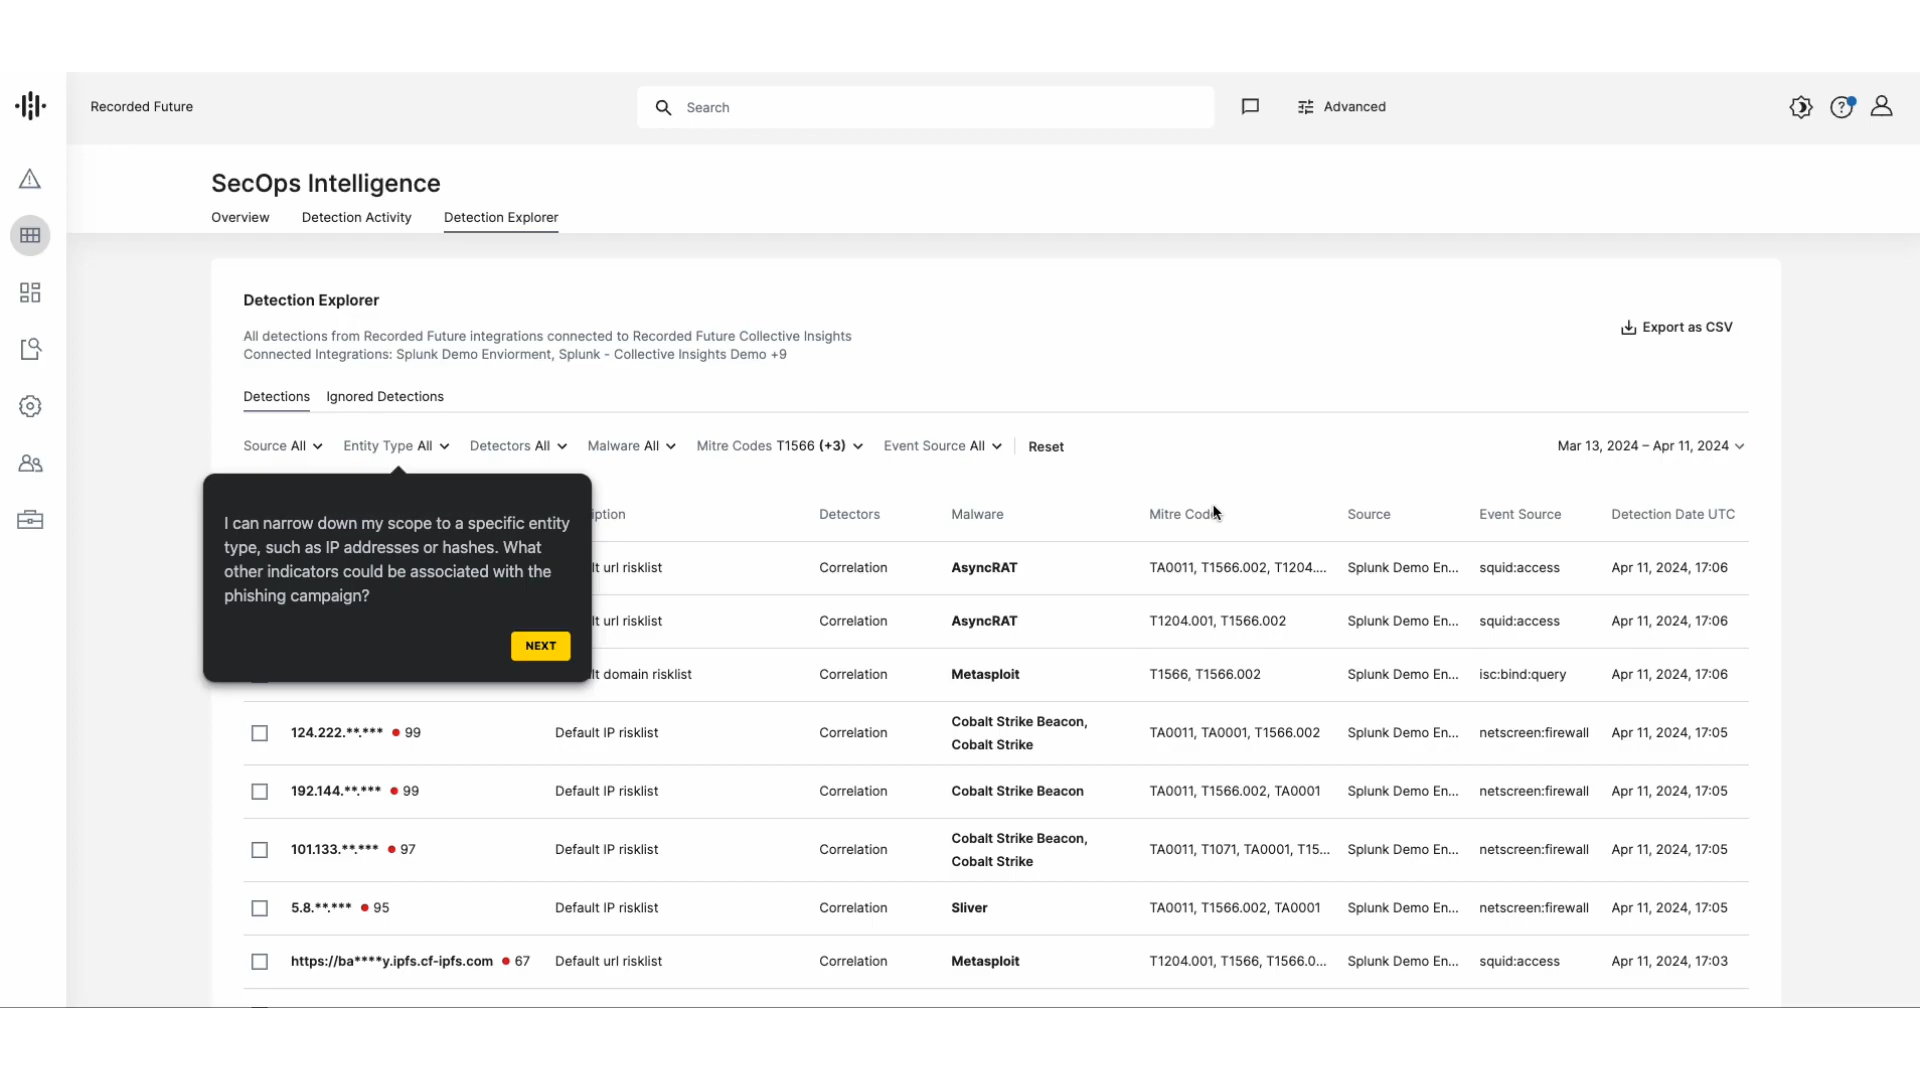 Recorded Future
Search
Advanced
SecOps Intelligence
Overview Detection Activity Detection Explorer
Detection Explorer
All detections from Recorded Future integrations connected to Recorded Future Collective Insights
Connected Integrations: Splunk Demo Enviorment, Splunk - Collective Insights Demo +9
Export as CSV
Detections Ignored Detections
Source All Entity Type All Detectors All Malware All Mitre Codes T1566 (+3) Event Source All Reset Mar 13, 2024 – Apr 11, 2024
I can narrow down my scope to a specific entity
type, such as IP addresses or hashes. What
other indicators could be associated with the
phishing campaign?
NEXT
Detectors Malware Mitre Source Event Source Detection Date UTC
url risklist Correlation AsyncRAT TA0011, T1566.002, T1204.... Splunk Demo En... squid:access Apr 11, 2024, 17:06
url risklist Correlation AsyncRAT T1204.001, T1566.002 Splunk Demo En... squid:access Apr 11, 2024, 17:06
domain risklist Correlation Metasploit T1566, T1566.002 Splunk Demo En... isc:bind:query Apr 11, 2024, 17:06
124.222.**.*** 99 Default IP risklist Correlation Cobalt Strike Beacon, Cobalt Strike TA0011, TA0001, T1566.002 Splunk Demo En... netscreen:firewall Apr 11, 2024, 17:05
192.144.**.*** 99 Default IP risklist Correlation Cobalt Strike Beacon TA0011, T1566.002, TA0001 Splunk Demo En... netscreen:firewall Apr 11, 2024, 17:05
101.133.**.*** 97 Default IP risklist Correlation Cobalt Strike Beacon, Cobalt Strike TA0011, T1071, TA0001, T15... Splunk Demo En... netscreen:firewall Apr 11, 2024, 17:05
5.8.**.*** 95 Default IP risklist Correlation Sliver TA0011, T1566.002, TA0001 Splunk Demo En... netscreen:firewall Apr 11, 2024, 17:05
https://ba****y.ipfs.cf-ipfs.com 67 Default url risklist Correlation Metasploit T1204.001, T1566, T1566.0... Splunk Demo En... squid:access Apr 11, 2024, 17:03